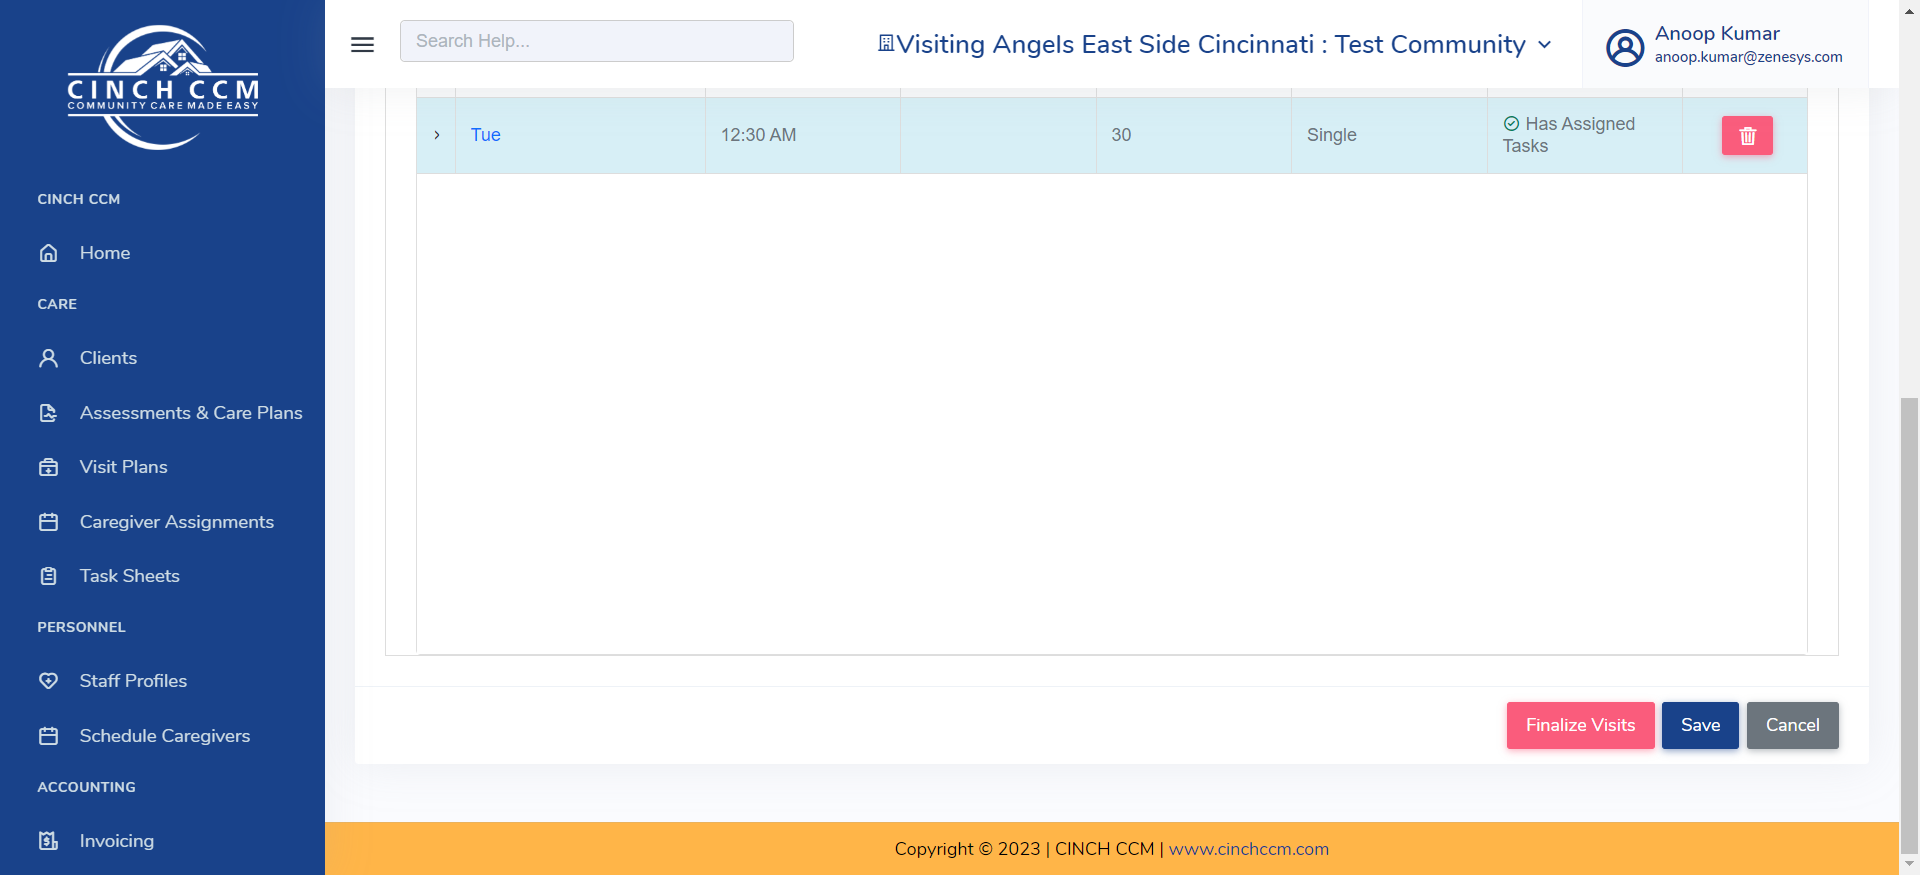 CINCH CCM
COMMUNITY CARE MADE EASY
CINCH CCM
Home
CARE
Clients
Assessments & Care Plans
Visit Plans
Caregiver Assignments
Task Sheets
PERSONNEL
Staff Profiles
Schedule Caregivers
ACCOUNTING
Invoicing
Search Help...
Visiting Angels East Side Cincinnati : Test Community
Anoop Kumar
anoop.kumar@zenesys.com
Tue
12:30 AM
30
Single
Has Assigned
Tasks
Finalize Visits
Save
Cancel
Copyright © 2023 | CINCH CCM | www.cinchccm.com